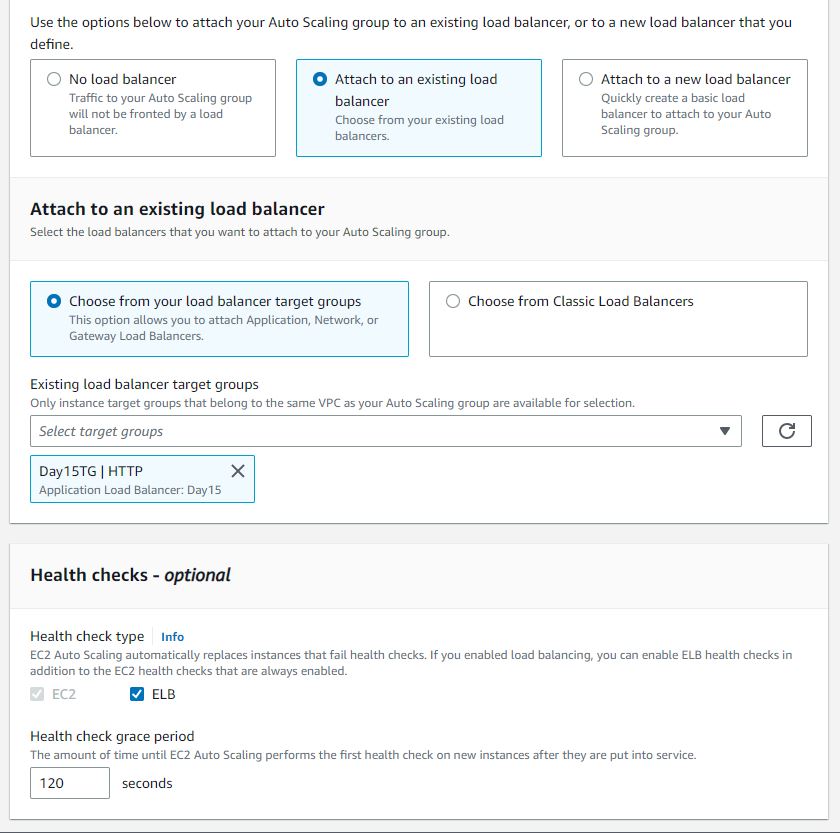 Use the options below to attach your Auto Scaling group to an existing load balancer, or to a new load balancer that you
define.
No load balancer
Traffic to your Auto Scaling group
will not be fronted by a load
balancer.
Attach to an existing load
balancer
Choose from your existing load
balancers.
Attach to a new load balancer
Quickly create a basic load
balancer to attach to your Auto
Scaling group.
Attach to an existing load balancer
Select the load balancers that you want to attach to your Auto Scaling group.
Choose from your load balancer target groups
This option allows you to attach Application, Network, or
Gateway Load Balancers.
Choose from Classic Load Balancers
Existing load balancer target groups
Only instance target groups that belong to the same VPC as your Auto Scaling group are available for selection.
Select target groups
Day15TG | HTTP
Application Load Balancer: Day15
Health checks - optional
Health check type Info
EC2 Auto Scaling automatically replaces instances that fail health checks. If you enabled load balancing, you can enable ELB health checks in
addition to the EC2 health checks that are always enabled.
EC2 ELB
Health check grace period
The amount of time until EC2 Auto Scaling performs the first health check on new instances after they are put into service.
120 seconds